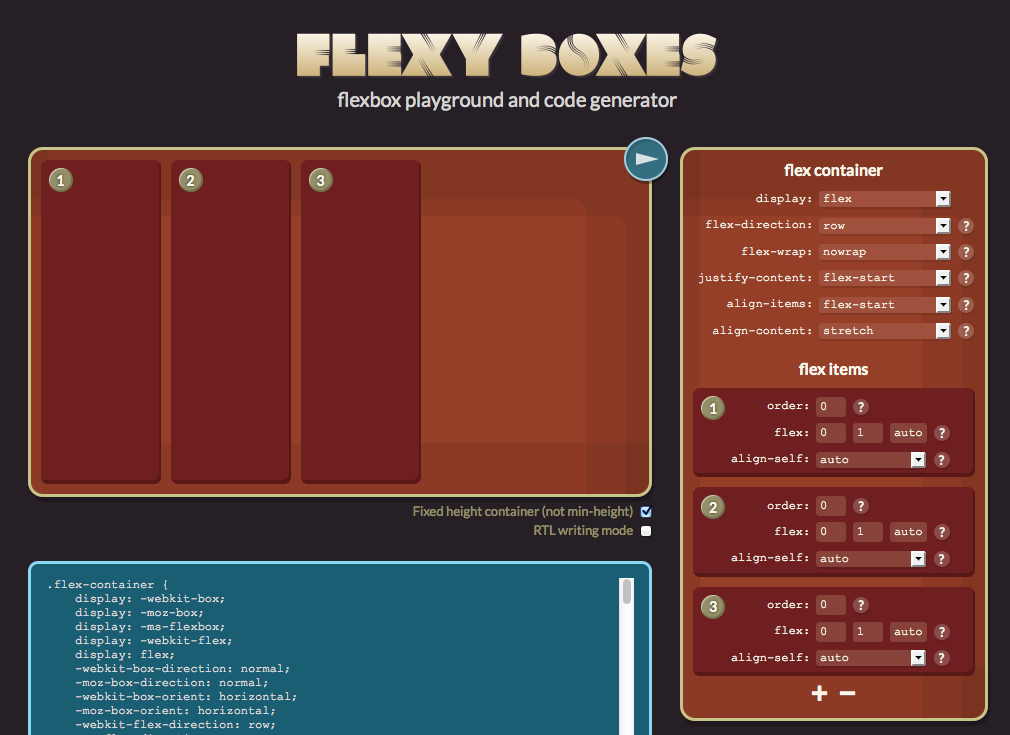 FLEXY BOXES
flexbox playground and code generator
1
2
3
Fixed height container (not min-height)
RTL writing mode
.flex-container {
display: -webkit-box;
display: -moz-box;
display: -ms-flexbox;
display: -webkit-flex;
display: flex;
-webkit-box-direction: normal;
-moz-box-direction: normal;
-webkit-box-orient: horizontal;
-moz-box-orient: horizontal;
-webkit-flex-direction: row;
flex container
display: flex
flex-direction: row ?
flex-wrap: nowrap ?
justify-content: flex-start ?
align-items: flex-start ?
align-content: stretch ?
flex items
1 order: 0 ?
flex: 0 1 auto ?
align-self: auto ?
2 order: 0 ?
flex: 0 1 auto ?
align-self: auto ?
3 order: 0 ?
flex: 0 1 auto ?
align-self: auto ?
+ −